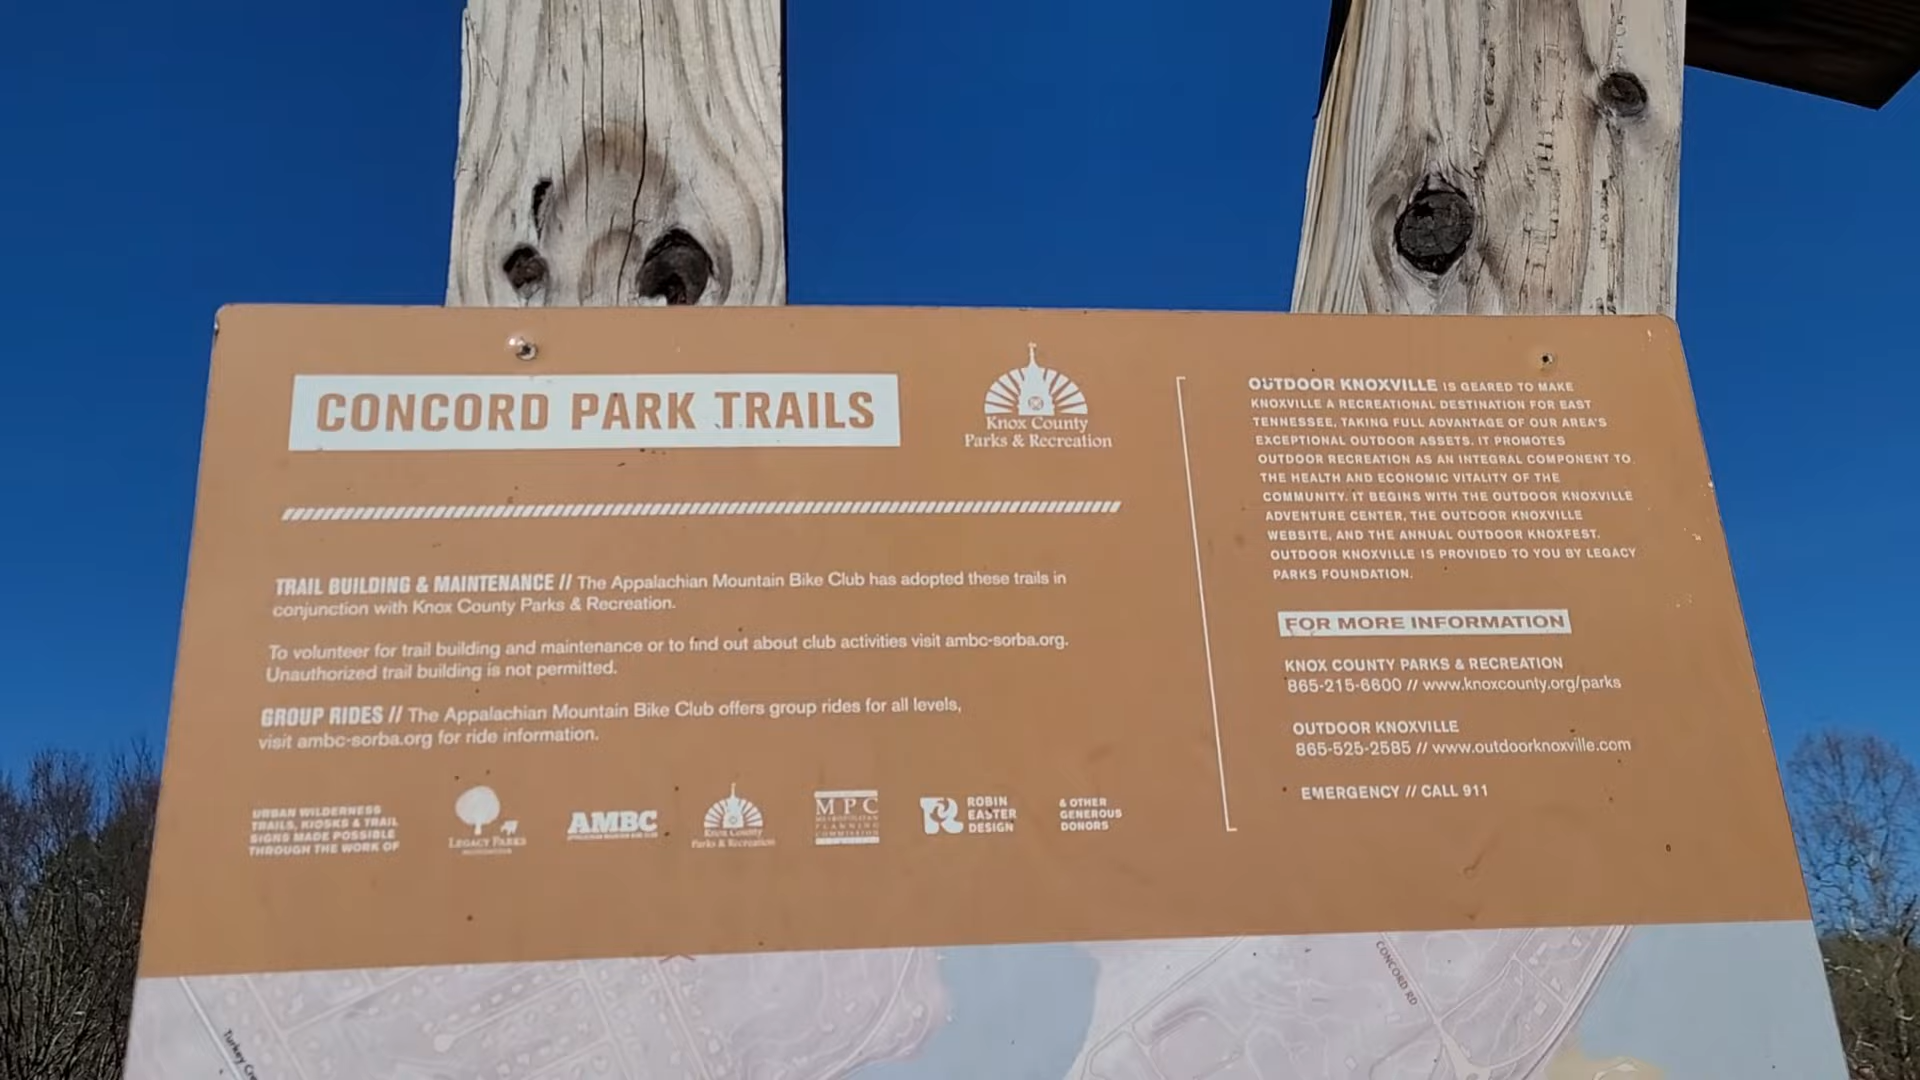 CONCORD PARK TRAILS
Knox County
Parks & Recreation
TRAIL BUILDING & MAINTENANCE // The Appalachian Mountain Bike Club has adopted these trails in
conjunction with Knox County Parks & Recreation.
To volunteer for trail building and maintenance or to find out about club activities visit ambc-sorba.org.
Unauthorized trail building is not permitted.
GROUP RIDES // The Appalachian Mountain Bike Club offers group rides for all levels,
visit ambc-sorba.org for ride information.
URBAN WILDERNESS
TRAILS, KIOSKS & TRAIL
SIGNS MADE POSSIBLE
THROUGH THE WORK OF
LEGACY PARKS
FOUNDATION
AMBC
Knox County
Parks & Recreation
MPC
METROPOLITAN
PLANNING
COMMISSION
ROBIN
EASTER
DESIGN
& OTHER
GENEROUS
DONORS
OUTDOOR KNOXVILLE IS GEARED TO MAKE
KNOXVILLE A RECREATIONAL DESTINATION FOR EAST
TENNESSEE, TAKING FULL ADVANTAGE OF OUR AREA'S
EXCEPTIONAL OUTDOOR ASSETS. IT PROMOTES
OUTDOOR RECREATION AS AN INTEGRAL COMPONENT TO
THE HEALTH AND ECONOMIC VITALITY OF THE
COMMUNITY. IT BEGINS WITH THE OUTDOOR KNOXVILLE
ADVENTURE CENTER, THE OUTDOOR KNOXVILLE
WEBSITE, AND THE ANNUAL OUTDOOR KNOXFEST.
OUTDOOR KNOXVILLE IS PROVIDED TO YOU BY LEGACY
PARKS FOUNDATION.
FOR MORE INFORMATION
KNOX COUNTY PARKS & RECREATION
865-215-6600 // www.knoxcounty.org/parks
OUTDOOR KNOXVILLE
865-525-2585 // www.outdoorknoxville.com
EMERGENCY // CALL 911
CONCORD RD
Turkey